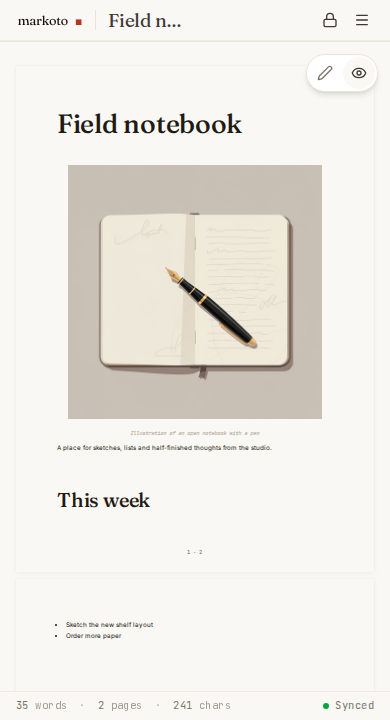 markoto
Field n...
Field notebook
Illustration of an open notebook with a pen
A place for sketches, lists and half-finished thoughts from the studio.
This week
1 - 2
Sketch the new shelf layout
Order more paper
35 words · 2 pages · 241 chars
Synced